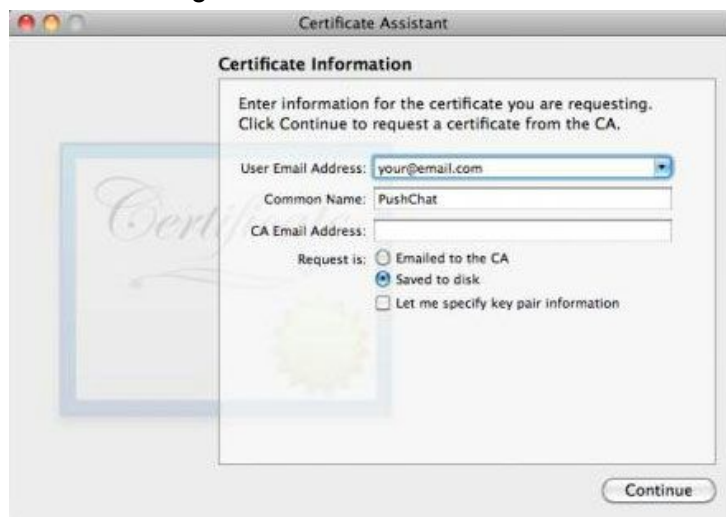 Certificate Assistant
Certificate Information
Enter information for the certificate you are requesting.
Click Continue to request a certificate from the CA.
User Email Address: your@email.com
Common Name: PushChat
CA Email Address:
Request is: Emailed to the CA
Saved to disk
Let me specify key pair information
Certificate
Continue